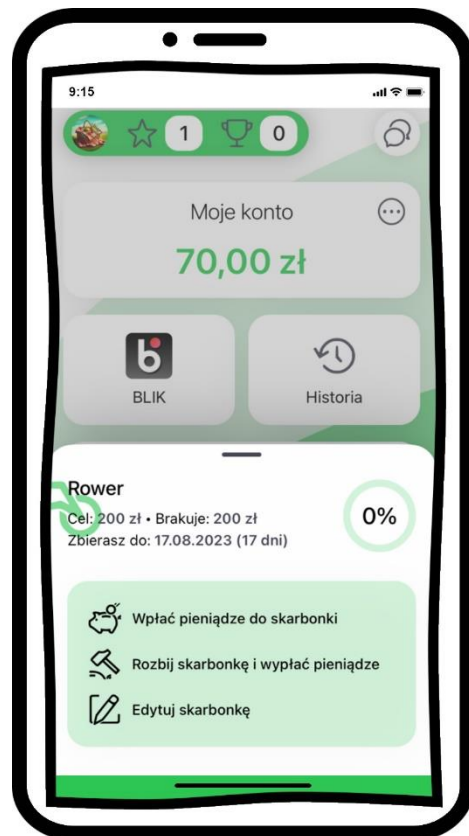 9:15
1 0
Moje konto
70,00 zł
b
BLIK
Historia
Rower
Cel: 200 zł • Brakuje: 200 zł
Zbierasz do: 17.08.2023 (17 dni)
0%
Wpłać pieniądze do skarbonki
Rozbij skarbonkę i wypłać pieniądze
Edytuj skarbonkę